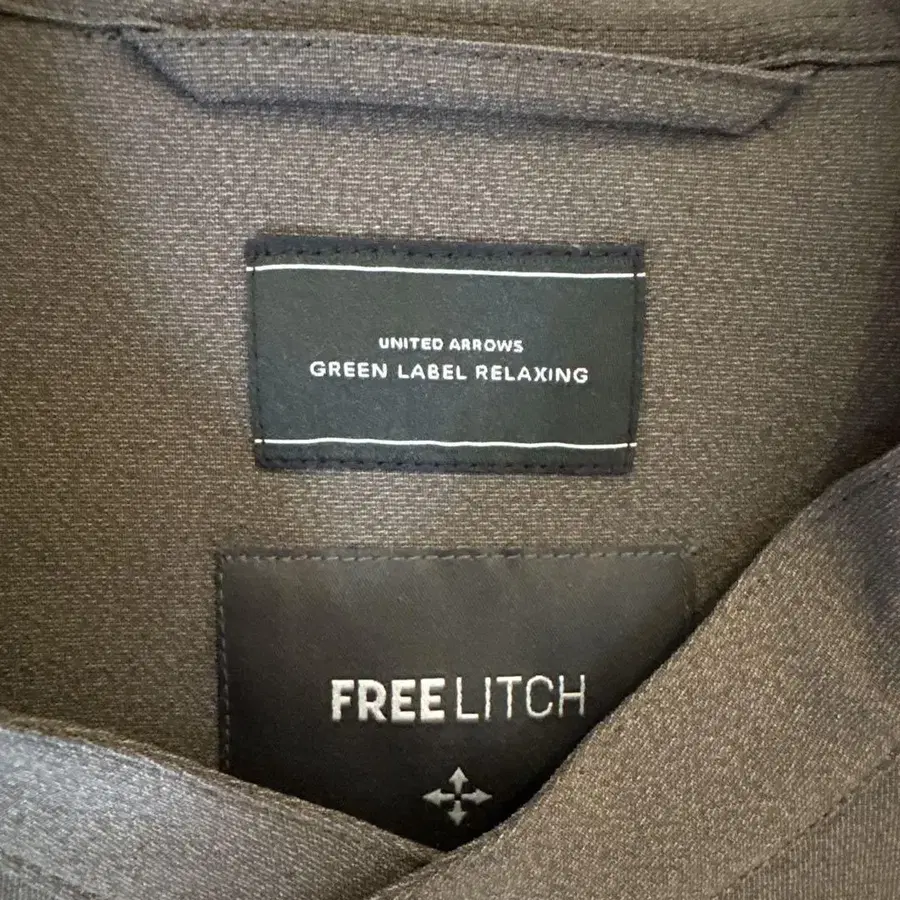 UNITED ARROWS
GREEN LABEL RELAXING
FREE LITCH